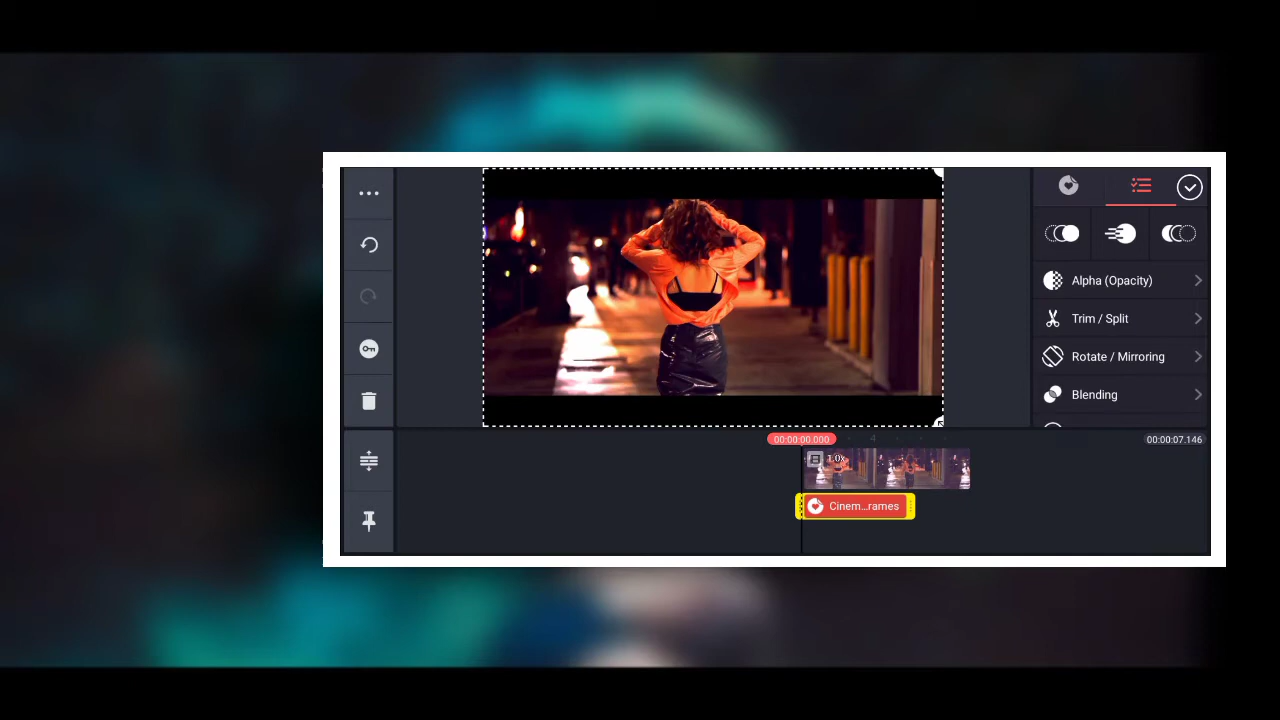 Alpha (Opacity)
Trim / Split
Rotate / Mirroring
Blending
00:00:00.000
4
00:00:07.146
1.0x
Cinem...rames